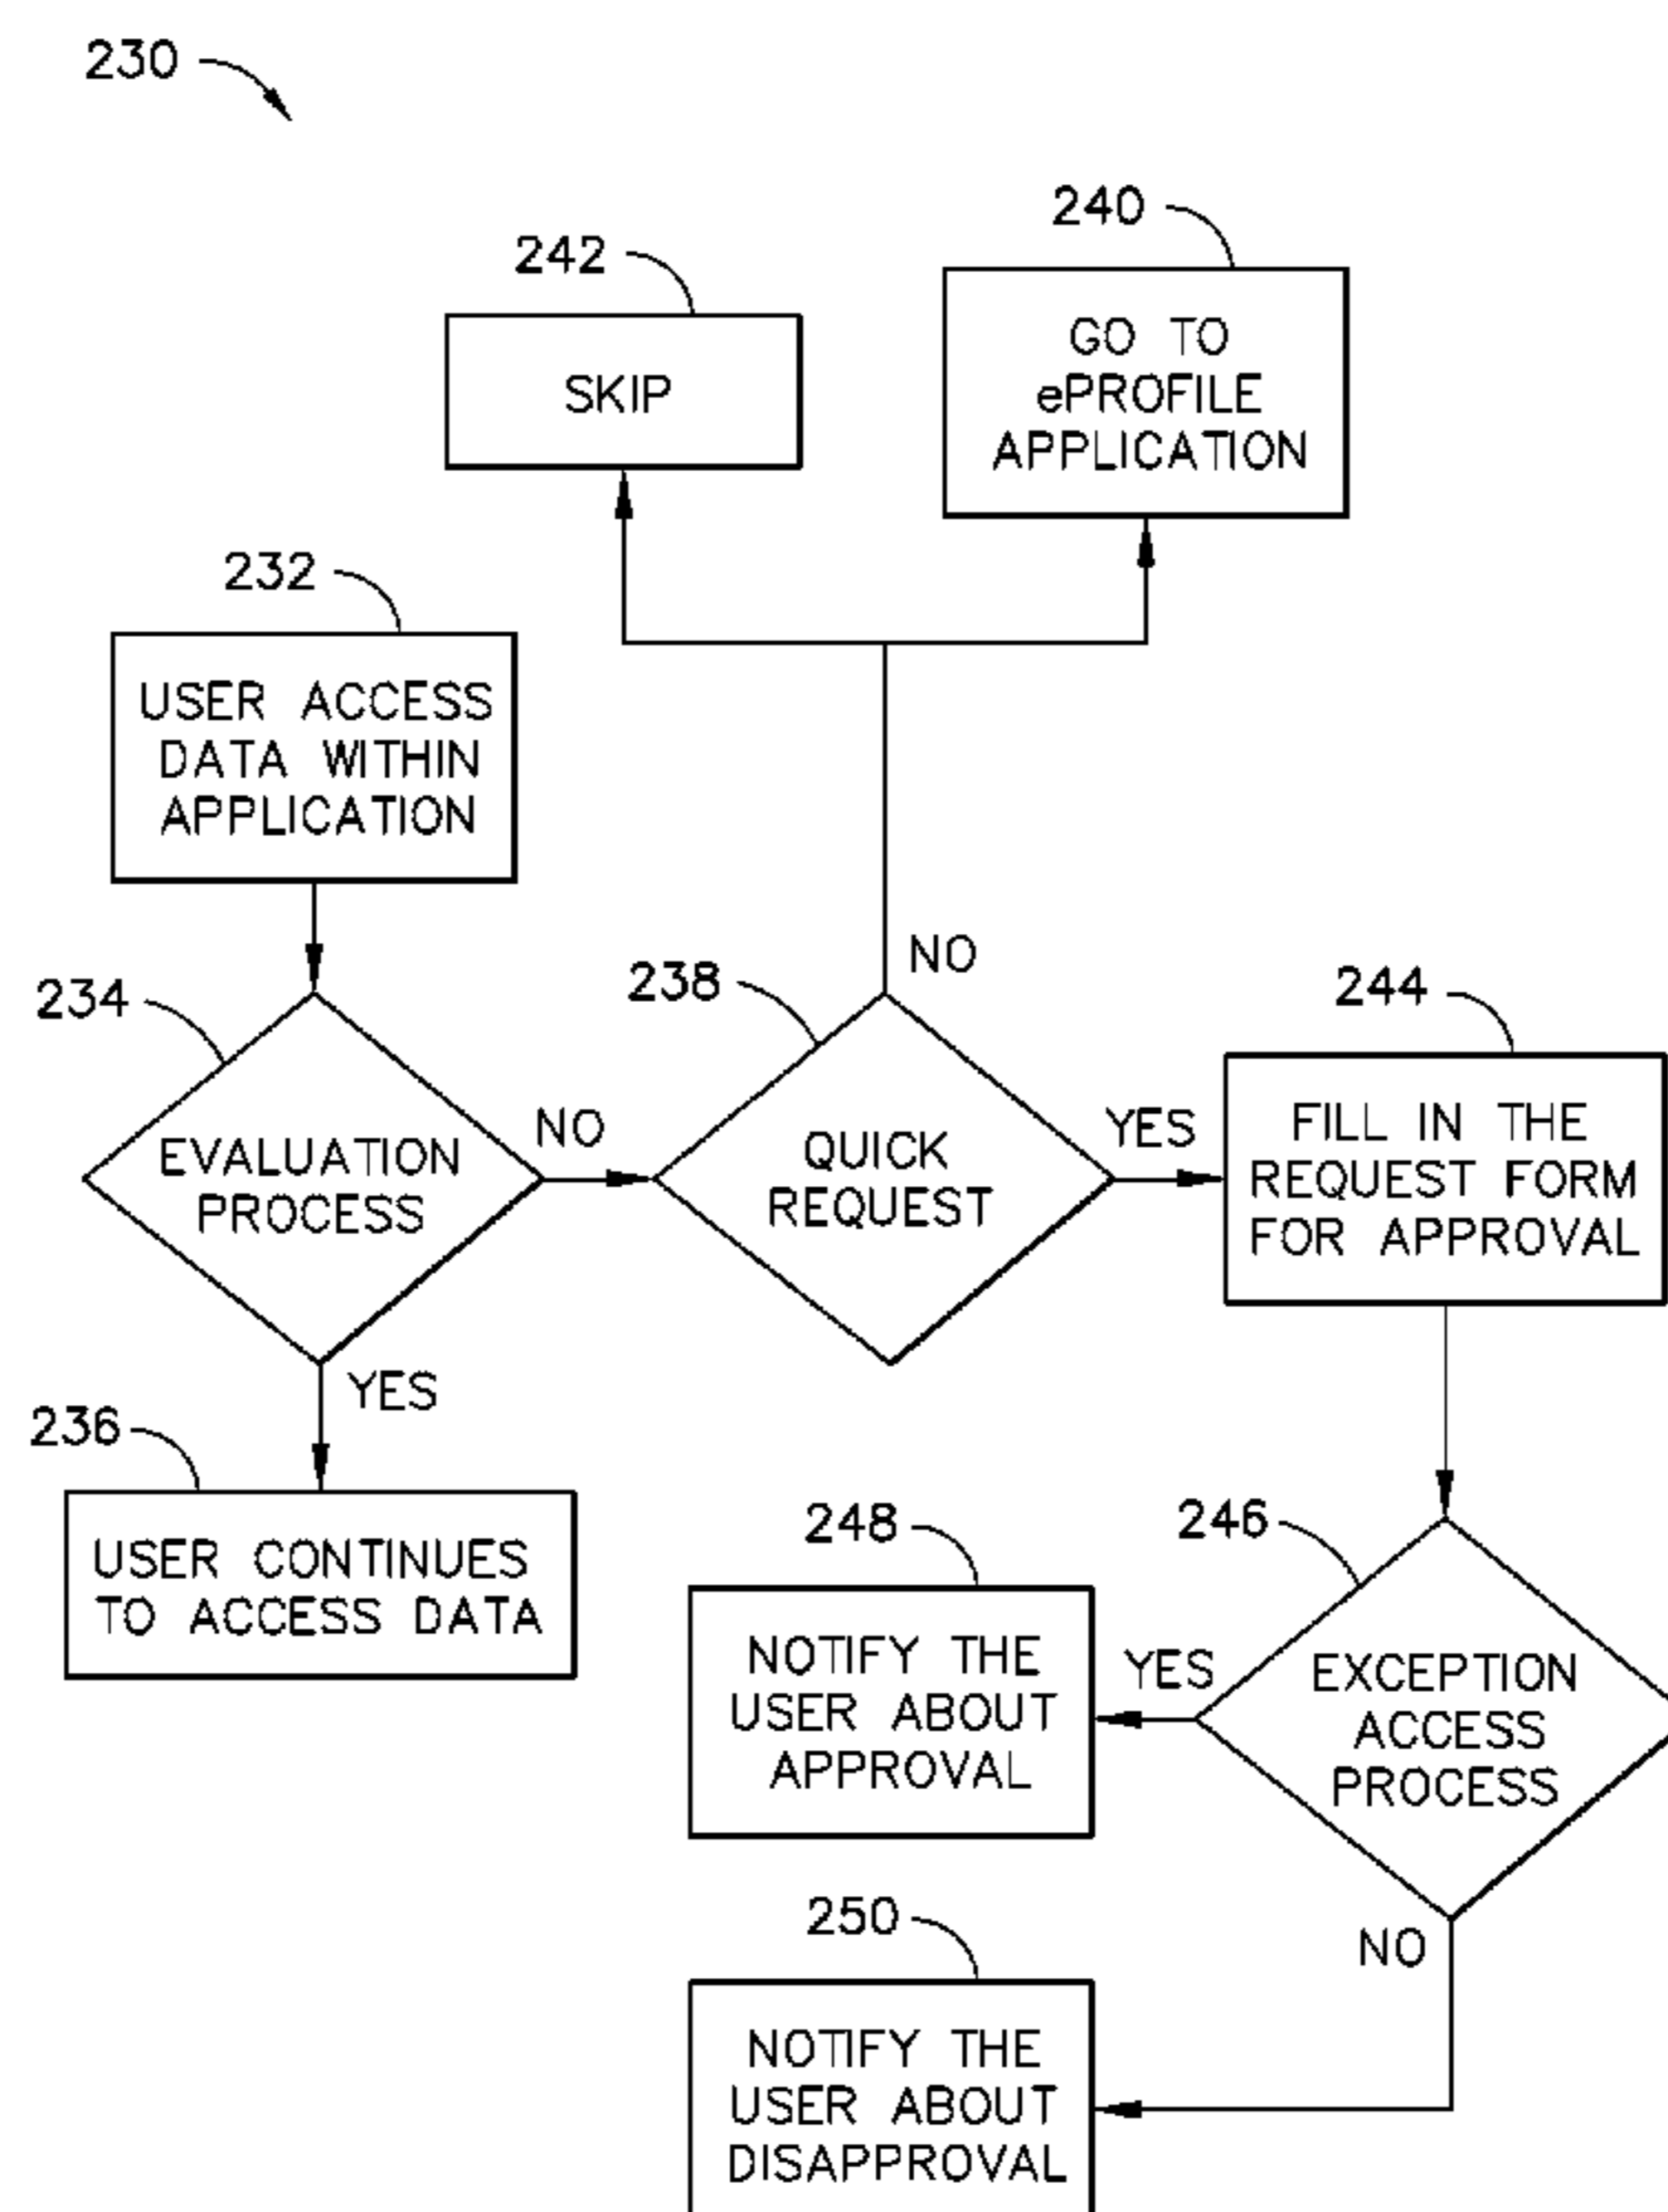 230
240
242
GO TO
ePROFILE
APPLICATION
SKIP
232
USER ACCESS
DATA WITHIN
APPLICATION
NO
238
244
234
EVALUATION
PROCESS
NO
QUICK
REQUEST
YES
FILL IN THE
REQUEST FORM
FOR APPROVAL
YES
236
USER CONTINUES
TO ACCESS DATA
248
246
NOTIFY THE
USER ABOUT
APPROVAL
YES
EXCEPTION
ACCESS
PROCESS
250
NO
NOTIFY THE
USER ABOUT
DISAPPROVAL